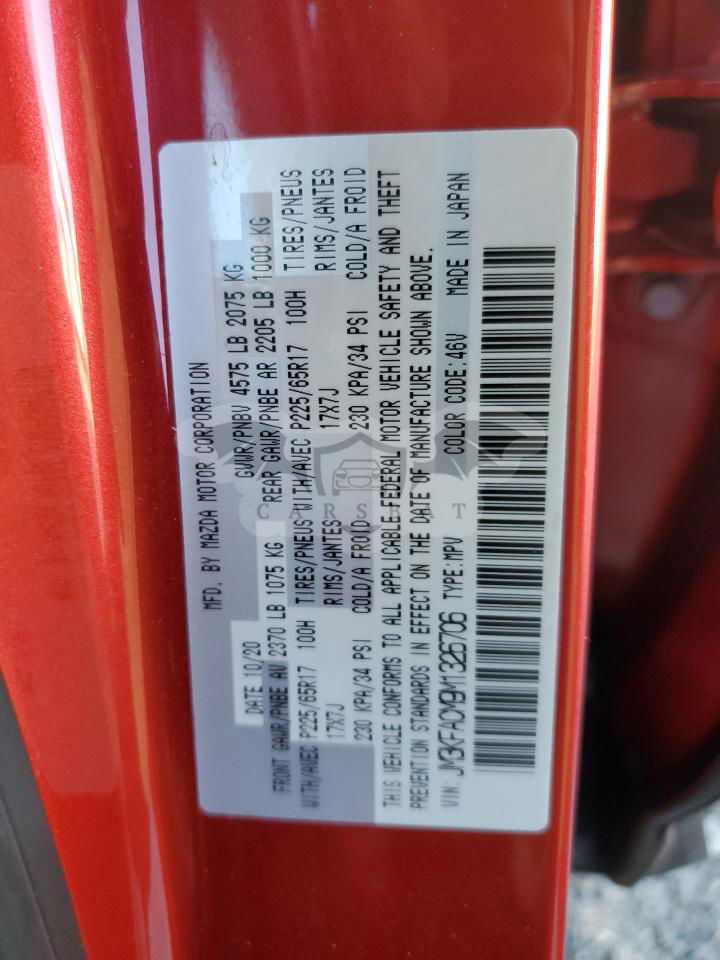 MFD. BY MAZDA MOTOR CORPORATION
DATE 10/20 GVWR/PNBV 4575 LB 2075 KG
FRONT GAWR/PNBE AV 2370 LB 1075 KG REAR GAWR/PNBE AR 2205 LB 1000 KG
WITH/AVEC P225/65R17 100H TIRES/PNEUS WITH/AVEC P225/65R17 100H TIRES/PNEUS
17X7J RIMS/JANTES 17X7J RIMS/JANTES
230 KPA/34 PSI COLD/A FROID 230 KPA/34 PSI COLD/A FROID
THIS VEHICLE CONFORMS TO ALL APPLICABLE FEDERAL MOTOR VEHICLE SAFETY AND THEFT
PREVENTION STANDARDS IN EFFECT ON THE DATE OF MANUFACTURE SHOWN ABOVE.
VIN: JM3KFACM9M1326706 TYPE:MPV COLOR CODE:46V MADE IN JAPAN
CARSBAT